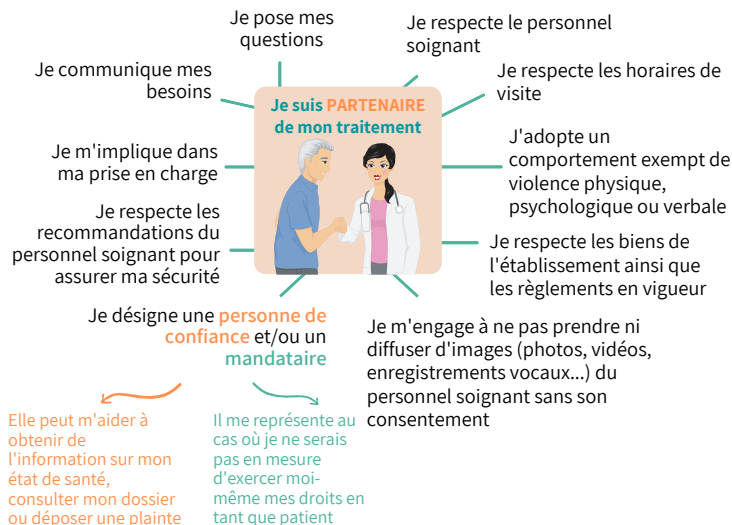 Je suis PARTENAIRE
de mon traitement
Je pose mes
questions
Je communique mes
besoins
Je m'implique dans
ma prise en charge
Je respecte les
recommandations du
personnel soignant pour
assurer ma sécurité
Je désigne une personne de
confiance et/ou un
mandataire
Elle peut m'aider à
obtenir de
l'information sur mon
état de santé,
consulter mon dossier
ou déposer une plainte
Il me représente au
cas où je ne serais
pas en mesure
d'exercer moi-
même mes droits en
tant que patient
Je respecte le personnel
soignant
Je respecte les horaires de
visite
J'adopte un
comportement exempt de
violence physique,
psychologique ou verbale
Je respecte les biens de
l'établissement ainsi que
les règlements en vigueur
Je m'engage à ne pas prendre ni
diffuser d'images (photos, vidéos,
enregistrements vocaux...) du
personnel soignant sans son
consentement